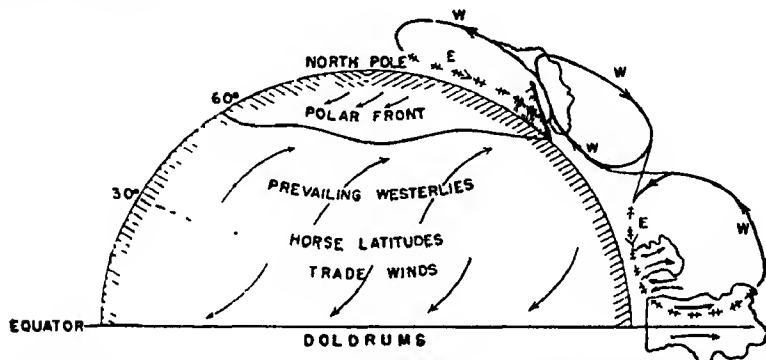 W
NORTH POLE
E
W
60°
POLAR FRONT
W
W
30°
PREVAILING WESTERLIES
E
W
HORSE LATITUDES
TRADE WINDS
EQUATOR
DOLDRUMS